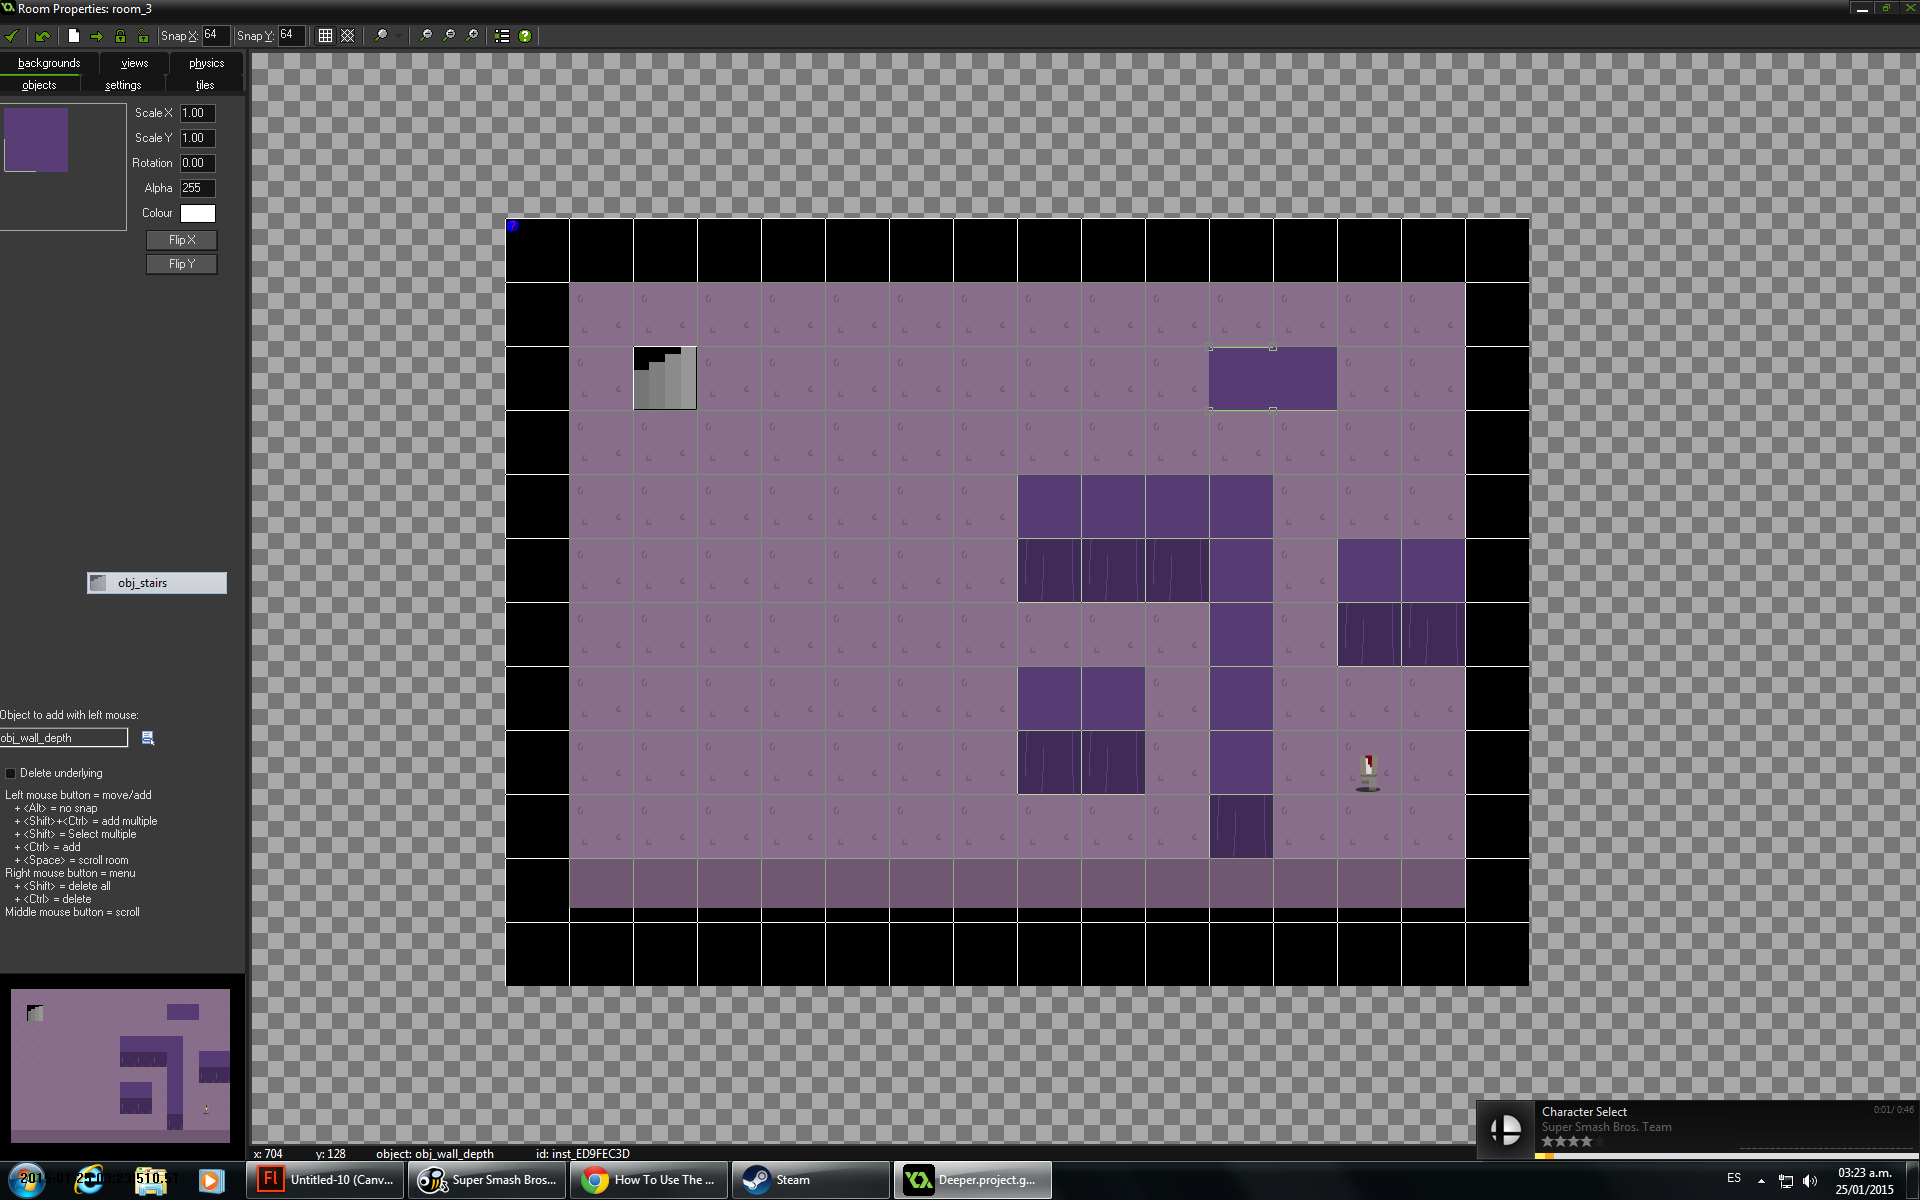 Room Properties: room_3
Snap X: 64 Snap Y: 64
backgrounds views physics
objects settings tiles
Scale X 1.00
Scale Y 1.00
Rotation 0.00
Alpha 255
Colour
Flip X
Flip Y
obj_stairs
Object to add with left mouse:
obj_wall_depth
Delete underlying
Left mouse button = move/add
+ <Alt> = no snap
+ <Shift>+<Ctrl> = add multiple
+ <Shift> = Select multiple
+ <Ctrl> = add
+ <Space> = scroll room
Right mouse button = menu
+ <Shift> = delete all
+ <Ctrl> = delete
Middle mouse button = scroll
x: 704 y: 128 object: obj_wall_depth id: inst_ED9FEC3D
Character Select 0:01/ 0:46
Super Smash Bros. Team
Untitled-10 (Canv...
Super Smash Bros...
How To Use The ...
Steam
Deeper.project.g...
ES
03:23 a.m.
25/01/2015